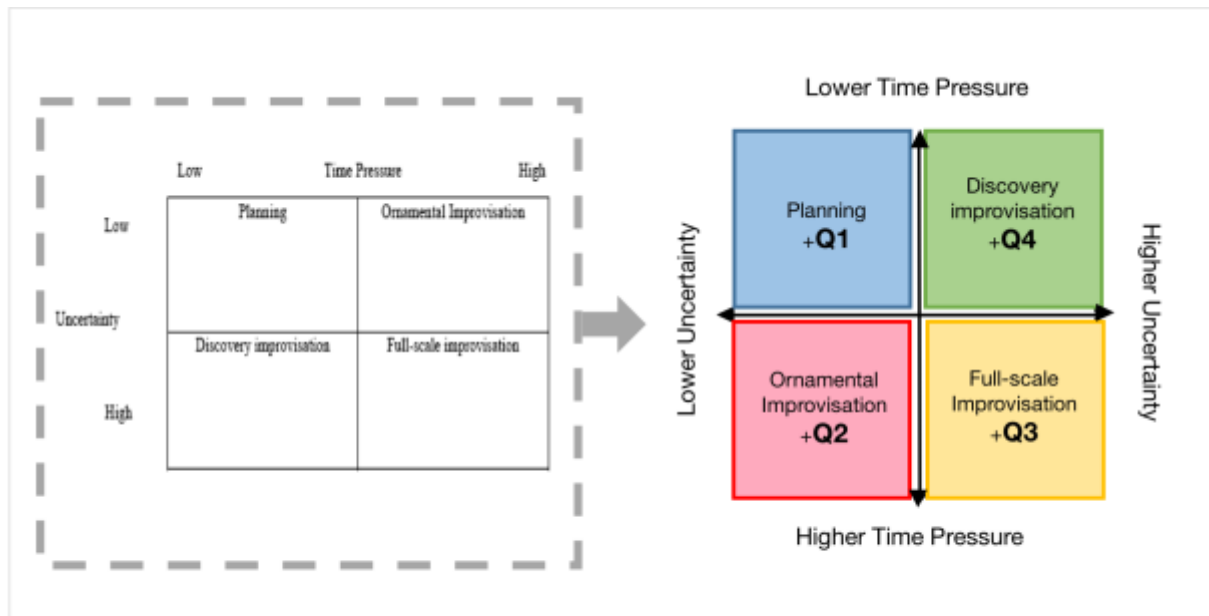 Low Time Pressure High
Low
Planning Ornamental Improvisation
Uncertainty
Discovery improvisation Full-scale improvisation
High
Lower Time Pressure
Lower Uncertainty
Planning
+Q1
Discovery
improvisation
+Q4
Ornamental
Improvisation
+Q2
Full-scale
Improvisation
+Q3
Higher Uncertainty
Higher Time Pressure